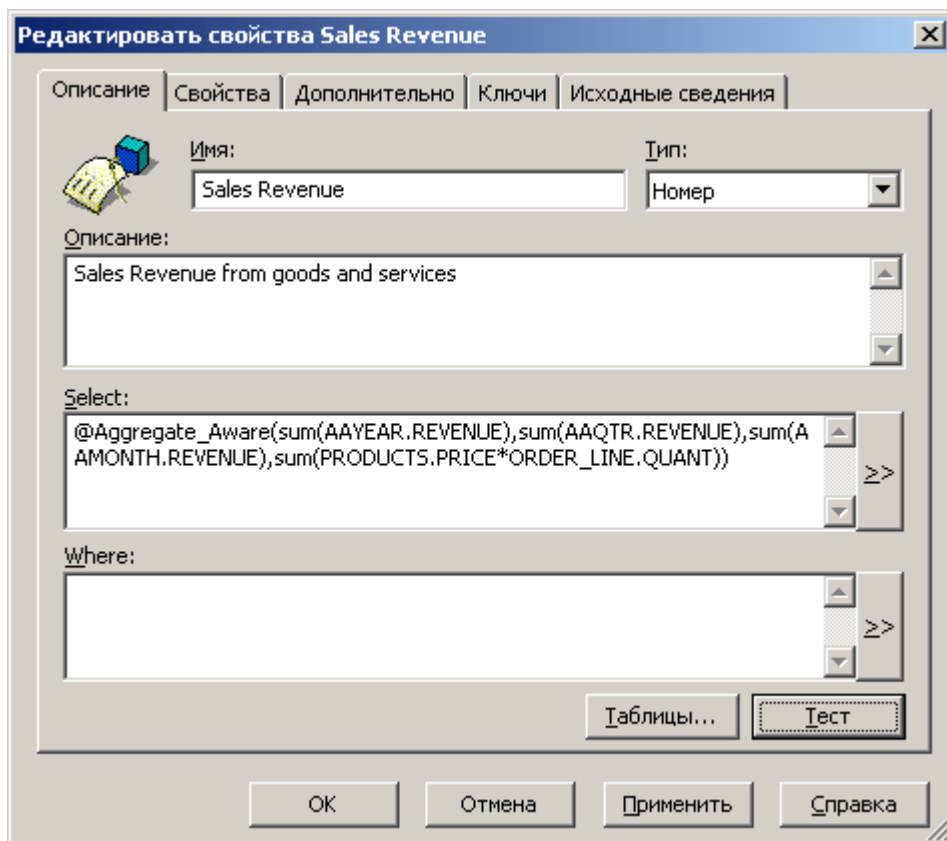 Редактировать свойства Sales Revenue
Описание Свойства Дополнительно Ключи Исходные сведения
Имя: Тип:
Sales Revenue Номер
Описание:
Sales Revenue from goods and services
Select:
@Aggregate_Aware(sum(AAYEAR.REVENUE),sum(AAQTR.REVENUE),sum(A
AMONTH.REVENUE),sum(PRODUCTS.PRICE*ORDER_LINE.QUANT))
>>
Where:
>>
Таблицы... Тест
OK Отмена Применить Справка